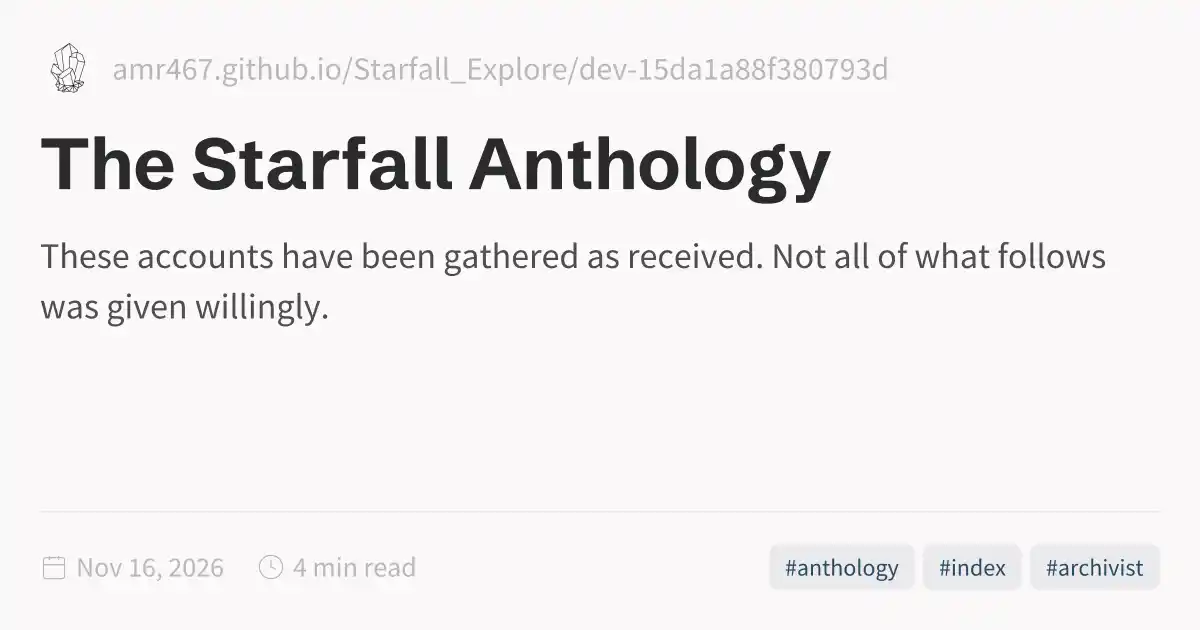 amr467.github.io/Starfall_Explore/dev-15da1a88f380793d
The Starfall Anthology
These accounts have been gathered as received. Not all of what follows
was given willingly.
Nov 16, 2026 4 min read #anthology #index #archivist